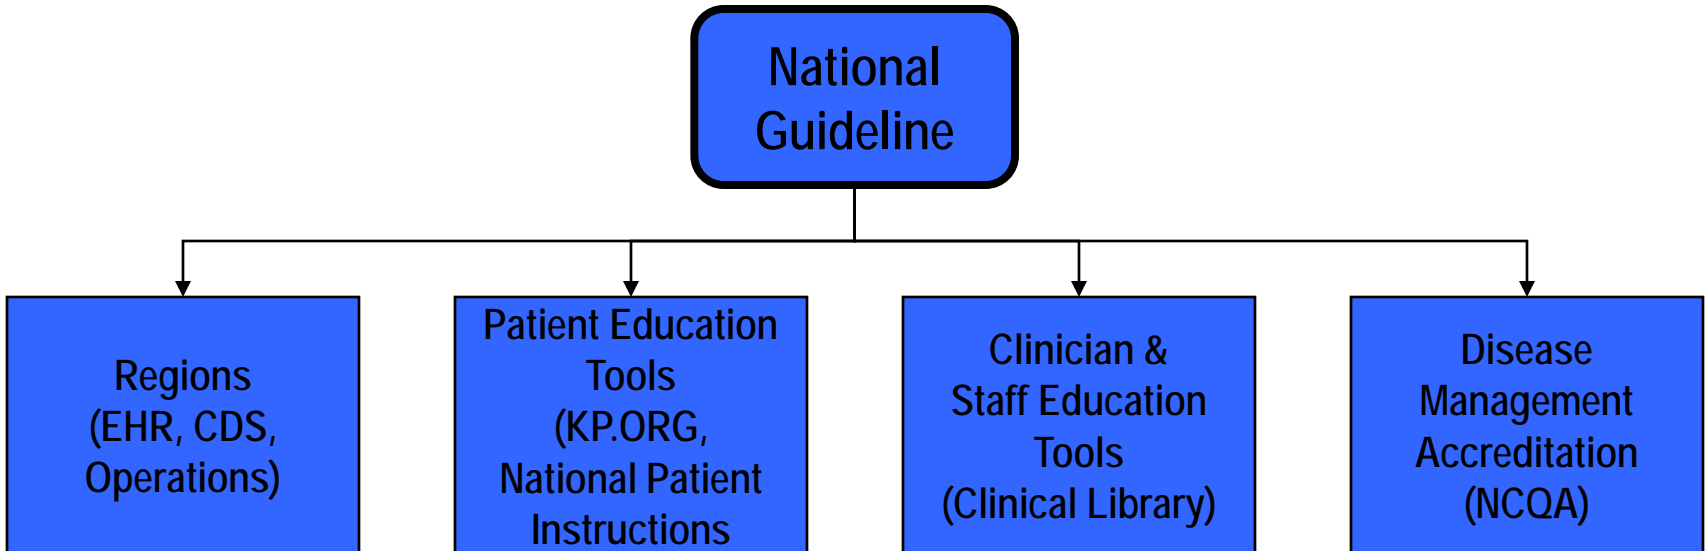 National
Guideline
Regions
(EHR, CDS,
Operations)
Patient Education
Tools
(KP.ORG,
National Patient
Instructions
Clinician &
Staff Education
Tools
(Clinical Library)
Disease
Management
Accreditation
(NCQA)